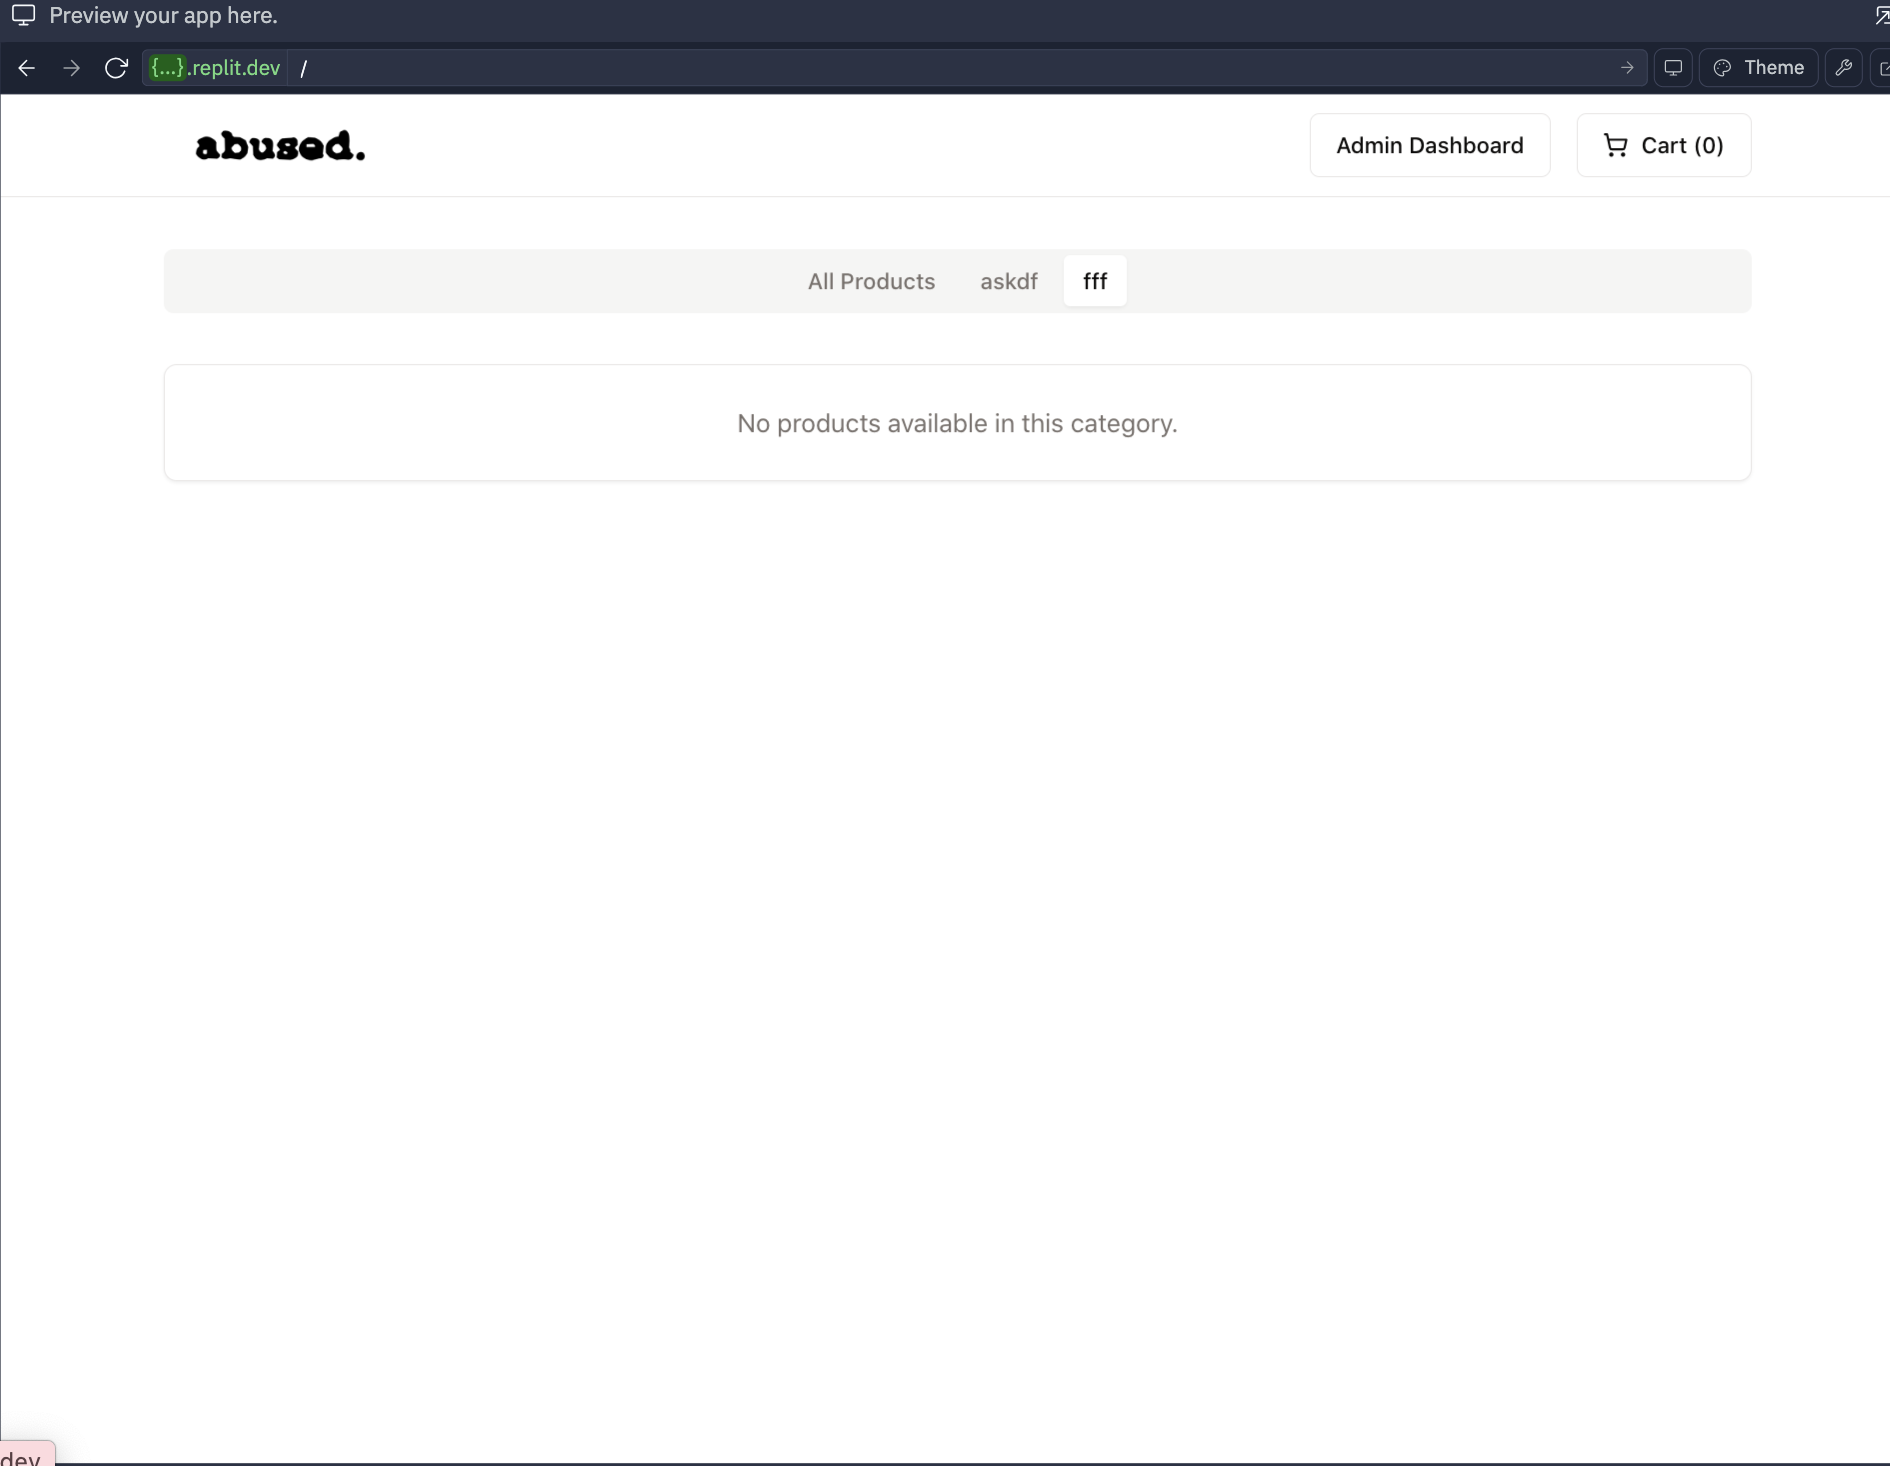 Preview your app here.
{...}.replit.dev /
Theme
abused.
Admin Dashboard
Cart (0)
All Products
askdf
fff
No products available in this category.
dev